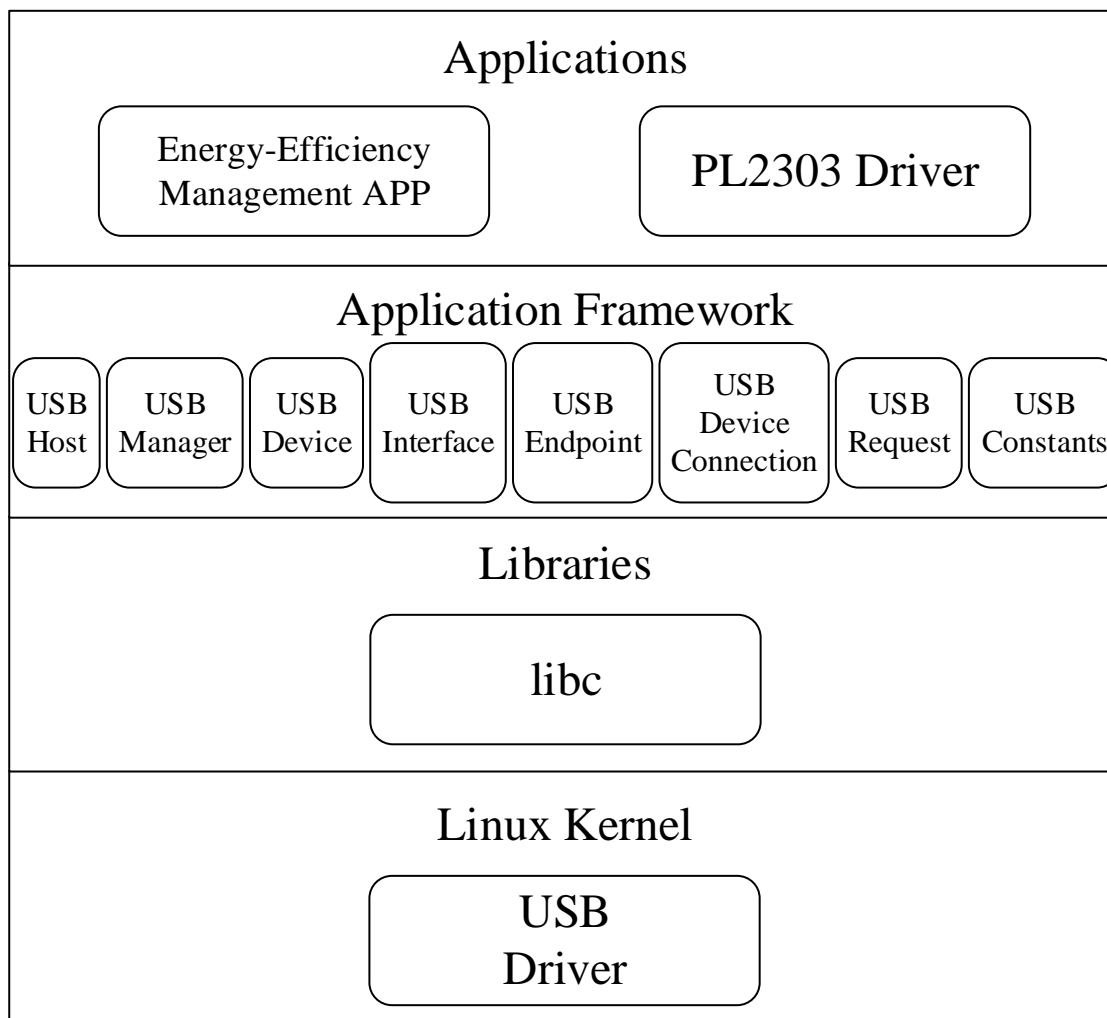 Applications
Energy-Efficiency
Management APP
PL2303 Driver
Application Framework
USB
Host
USB
Manager
USB
Device
USB
Interface
USB
Endpoint
USB
Device
Connection
USB
Request
USB
Constants
Libraries
libc
Linux Kernel
USB
Driver